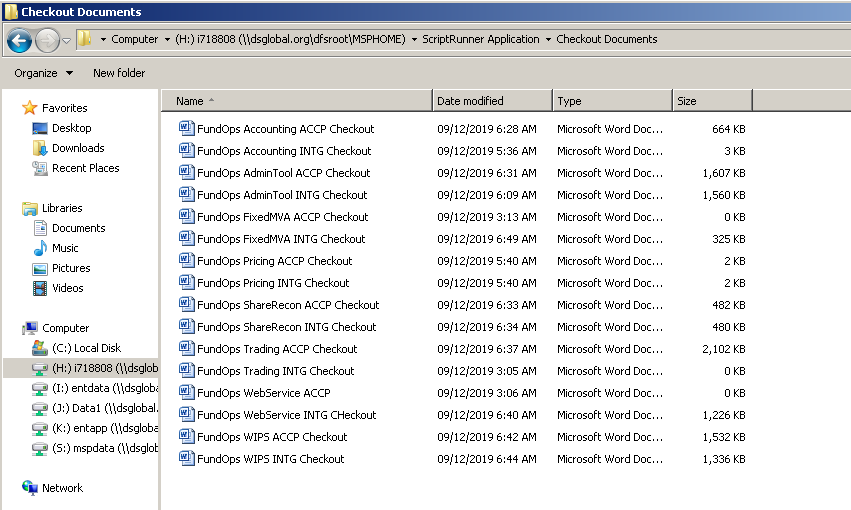 Checkout Documents
Computer (H:) i718808 (\\dsglobal.org\dfsroot\MSPHOME) ScriptRunner Application Checkout Documents
Organize New folder
Favorites
Desktop
Downloads
Recent Places
Libraries
Documents
Music
Pictures
Videos
Computer
(C:) Local Disk
(H:) i718808 (\\dsglob
(I:) entdata (\\dsgloba
(J:) Data1 (\\dsglobal.
(K:) entapp (\\dsgloba
(S:) mspdata (\\dsglob
Network
Name Date modified Type Size
FundOps Accounting ACCP Checkout 09/12/2019 6:28 AM Microsoft Word Doc... 664 KB
FundOps Accounting INTG Checkout 09/12/2019 5:36 AM Microsoft Word Doc... 3 KB
FundOps AdminTool ACCP Checkout 09/12/2019 6:31 AM Microsoft Word Doc... 1,607 KB
FundOps AdminTool INTG Checkout 09/12/2019 6:09 AM Microsoft Word Doc... 1,560 KB
FundOps FixedMVA ACCP Checkout 09/12/2019 3:13 AM Microsoft Word Doc... 0 KB
FundOps FixedMVA INTG Checkout 09/12/2019 6:49 AM Microsoft Word Doc... 325 KB
FundOps Pricing ACCP Checkout 09/12/2019 5:40 AM Microsoft Word Doc... 2 KB
FundOps Pricing INTG Checkout 09/12/2019 5:40 AM Microsoft Word Doc... 2 KB
FundOps ShareRecon ACCP Checkout 09/12/2019 6:33 AM Microsoft Word Doc... 482 KB
FundOps ShareRecon INTG Checkout 09/12/2019 6:34 AM Microsoft Word Doc... 480 KB
FundOps Trading ACCP Checkout 09/12/2019 6:37 AM Microsoft Word Doc... 2,102 KB
FundOps Trading INTG Checkout 09/12/2019 3:05 AM Microsoft Word Doc... 0 KB
FundOps WebService ACCP 09/12/2019 3:06 AM Microsoft Word Doc... 0 KB
FundOps WebService INTG CHeckout 09/12/2019 6:40 AM Microsoft Word Doc... 1,226 KB
FundOps WIPS ACCP Checkout 09/12/2019 6:42 AM Microsoft Word Doc... 1,532 KB
FundOps WIPS INTG Checkout 09/12/2019 6:44 AM Microsoft Word Doc... 1,336 KB